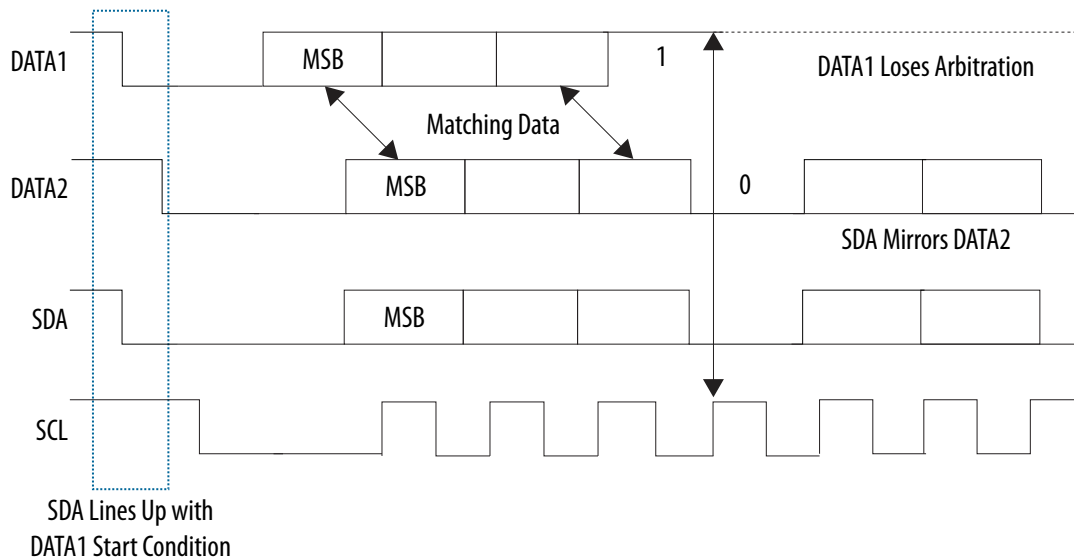 DATA1
MSB
1
DATA1 Loses Arbitration
Matching Data
DATA2
MSB
0
SDA Mirrors DATA2
SDA
MSB
SCL
SDA Lines Up with
DATA1 Start Condition